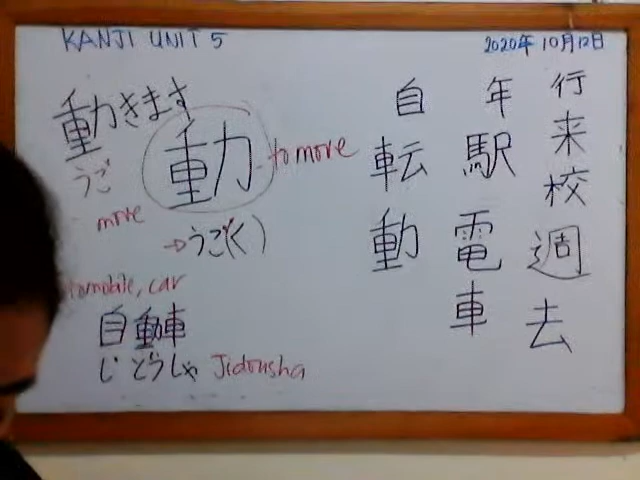 KANJI UNIT 5
2020年10月12日
動きます
うご
move
動
to move
→うご(く)
tomobile, car
自動車
じどうしゃ Jidousha
行来校週去
年駅電車
自転動